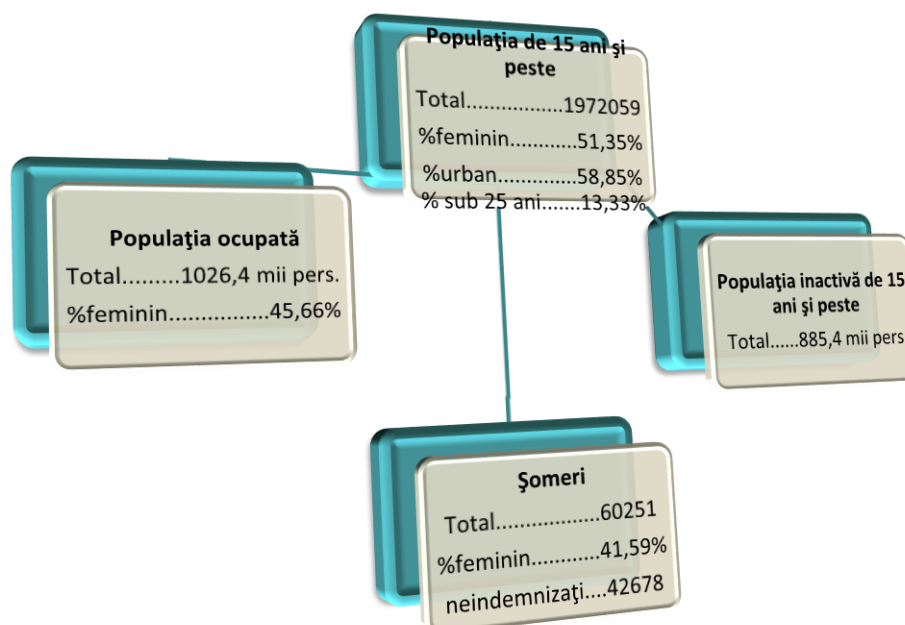 Populaţia de 15 ani şi
peste
Total.................1972059
%feminin............51,35%
%urban..............58,85%
% sub 25 ani.......13,33%
Populaţia ocupată
Total.........1026,4 mii pers.
%feminin.................45,66%
Populaţia inactivă de 15
ani şi peste
Total......885,4 mii pers
Şomeri
Total...................60251
%feminin............41,59%
neindemnizaţi....42678